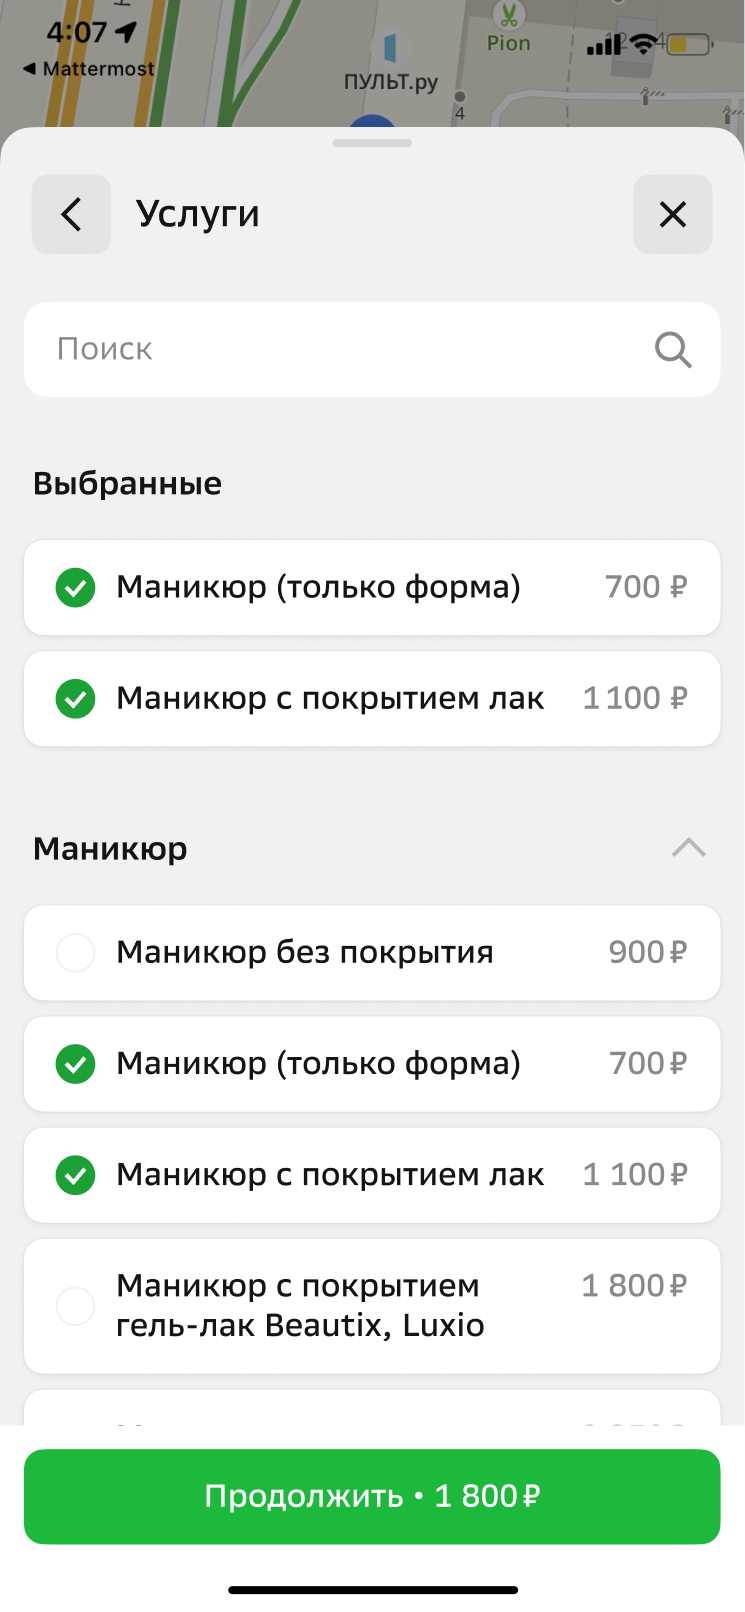 4:07
Mattermost
ПУЛЬТ.ру
Pion
4
Услуги
Поиск
Выбранные
Маникюр (только форма) 700 ₽
Маникюр с покрытием лак 1 100 ₽
Маникюр
Маникюр без покрытия 900 ₽
Маникюр (только форма) 700 ₽
Маникюр с покрытием лак 1 100 ₽
Маникюр с покрытием 1 800 ₽
гель-лак Beautix, Luxio
Продолжить • 1 800 ₽